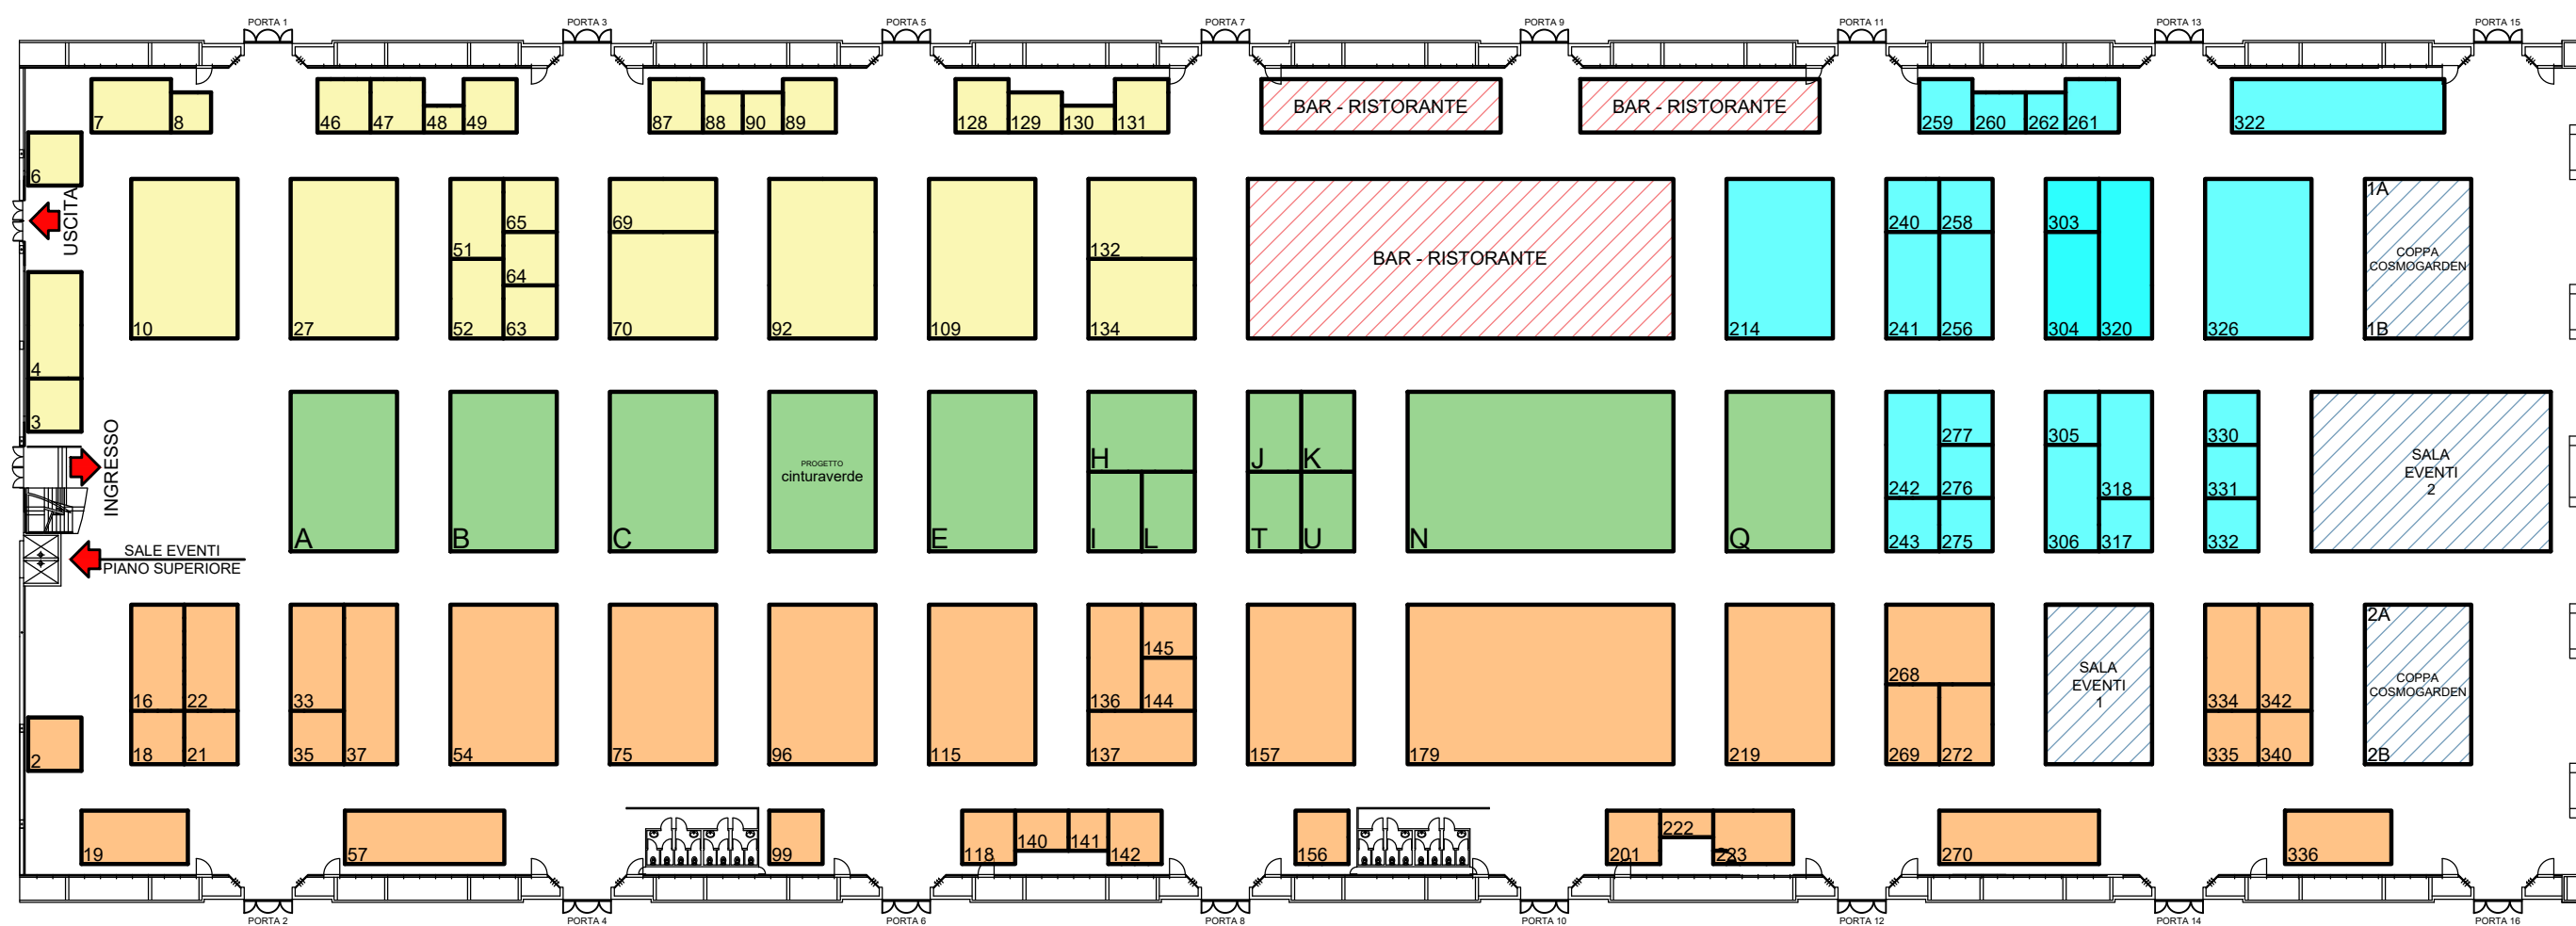 PORTA 1
PORTA 3
PORTA 5
PORTA 7
PORTA 9
PORTA 11
PORTA 13
PORTA 15
7
8
46
47
48
49
87
88
90
89
128
129
130
131
BAR - RISTORANTE
BAR - RISTORANTE
259
260
262
261
322
6
USCITA
10
27
51
65
64
52
63
69
70
92
109
132
134
BAR - RISTORANTE
214
240
258
241
256
303
304
320
326
1A
COPPA
COSMOGARDEN
1B
4
3
INGRESSO
A
B
C
PROGETTO
cinturaverde
E
H
I
L
J
K
T
U
N
Q
277
242
276
243
275
305
318
306
317
330
331
332
SALA
EVENTI
2
SALE EVENTI
PIANO SUPERIORE
16
22
18
21
33
35
37
54
75
96
115
145
136
144
137
157
179
219
268
269
272
SALA
EVENTI
1
334
342
335
340
2A
COPPA
COSMOGARDEN
2B
2
19
57
99
118
140
141
142
156
201
222
223
270
336
PORTA 2
PORTA 4
PORTA 6
PORTA 8
PORTA 10
PORTA 12
PORTA 14
PORTA 16